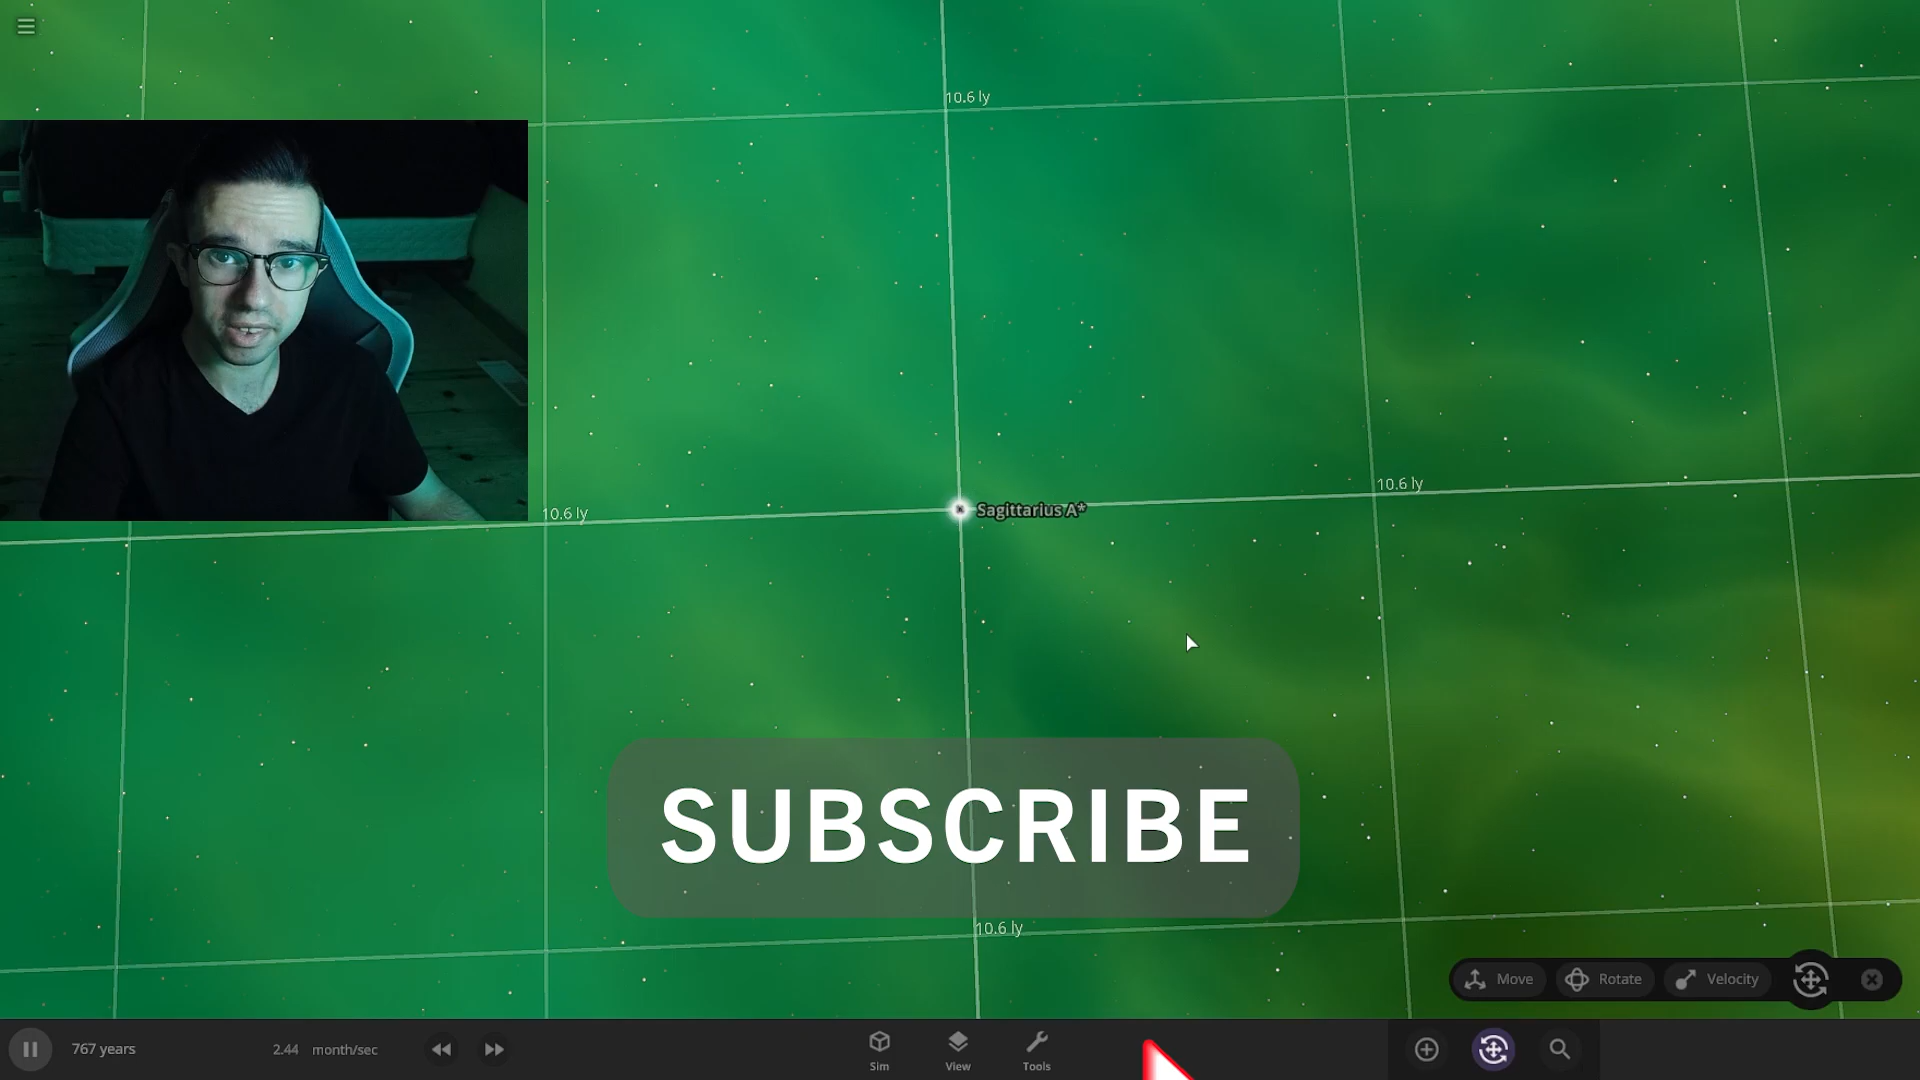 10.6 ly
10.6 ly
10.6 ly
Sagittarius A*
SUBSCRIBE
10.6 ly
Move
Rotate
Velocity
767 years
2.44 month/sec
Sim
View
Tools